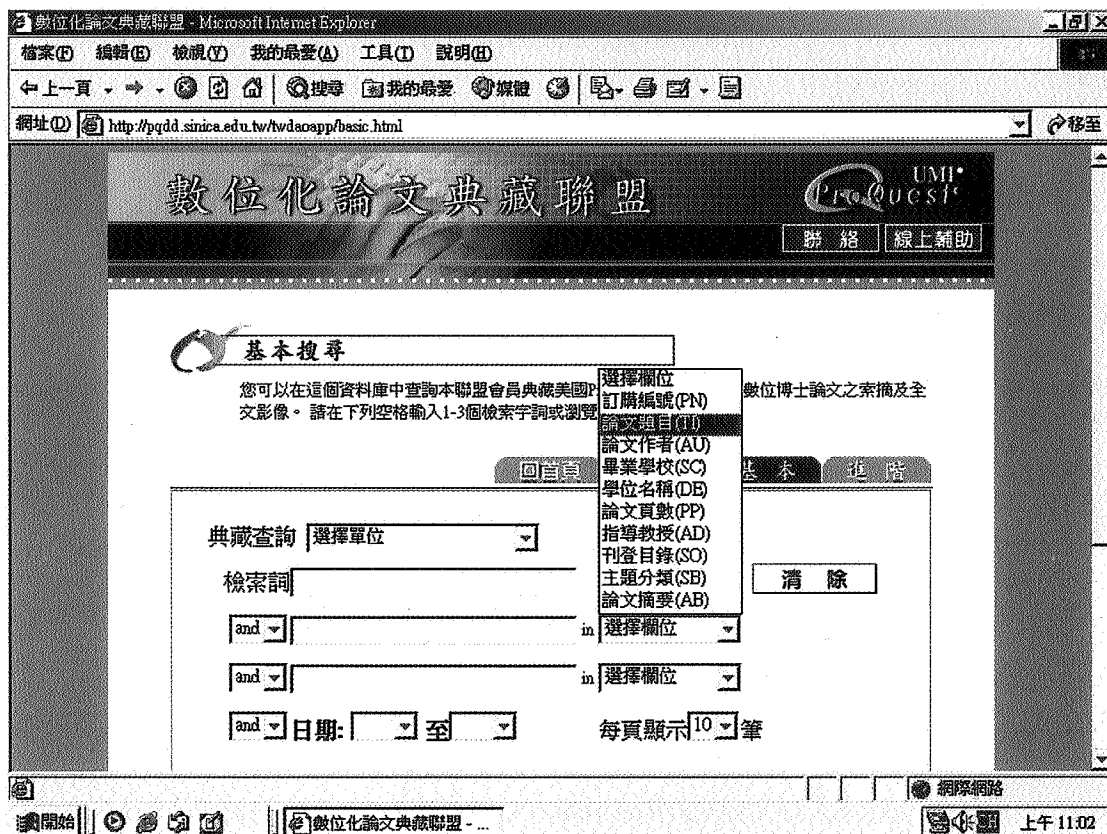 數位化論文典藏聯盟 - Microsoft Internet Explorer
檔案(F) 編輯(E) 檢視(V) 我的最愛(A) 工具(T) 說明(H)
上一頁 搜尋 我的最愛 媒體
網址(D) http://pqdd.sinica.edu.tw/twdaoapp/basic.html 移至
數位化論文典藏聯盟
UMI
ProQuest
聯絡 線上輔助
基本搜尋
您可以在這個資料庫中查詢本聯盟會員典藏美國P 數位博士論文之索摘及全
文影像。 請在下列空格輸入1-3個檢索字詞或瀏覽
選擇欄位
訂購編號(PN)
論文題目(TI)
論文作者(AU)
畢業學校(SC)
學位名稱(DE)
論文頁數(PP)
指導教授(AD)
刊登目錄(SO)
主題分類(SB)
論文摘要(AB)
回首頁 基本 進階
典藏查詢 選擇單位
檢索詞 清除
and in 選擇欄位
and in 選擇欄位
and 日期: 至 每頁顯示 10 筆
網際網路
開始 數位化論文典藏聯盟 - ... 上午 11:02